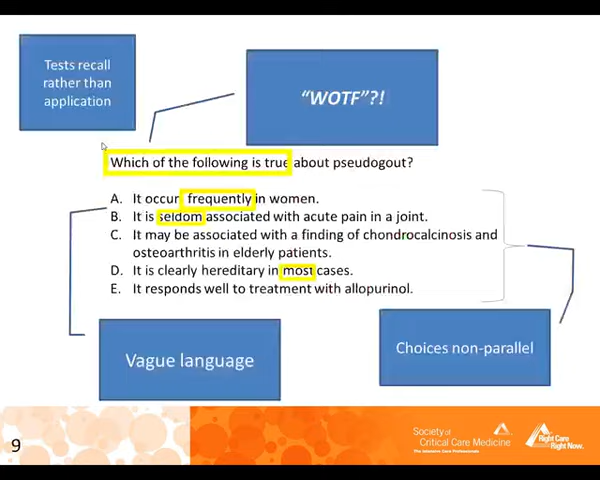 Tests recall
rather than
application
"WOTF"?!
Which of the following is true about pseudogout?
A. It occur frequently in women.
B. It is seldom associated with acute pain in a joint.
C. It may be associated with a finding of chondrocalcinosis and
osteoarthritis in elderly patients.
D. It is clearly hereditary in most cases.
E. It responds well to treatment with allopurinol.
Vague language
Choices non-parallel
9
Society of
Critical Care Medicine
The Intensive Care Professionals
Right Care
Right Now.